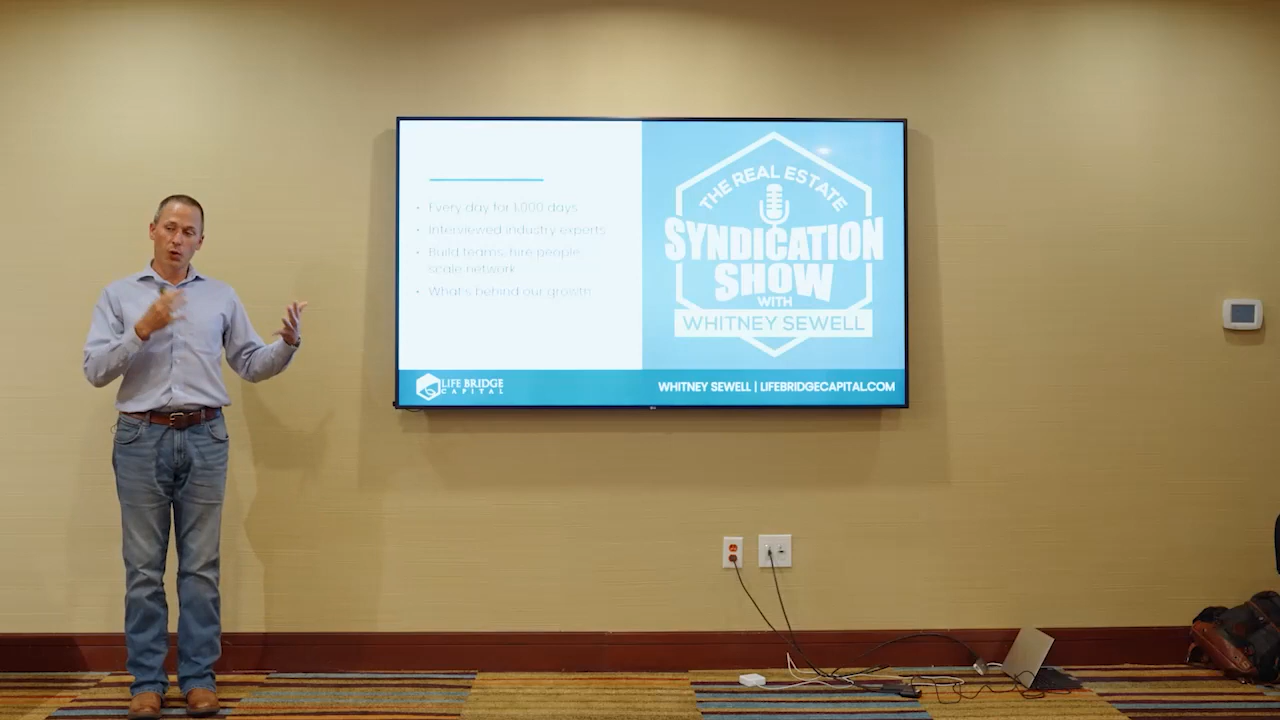 Every day for 1,000 days
Interviewed industry experts
Build teams, hire people,
scale network
What's behind our growth
THE REAL ESTATE
SYNDICATION
SHOW
WITH
WHITNEY SEWELL
LIFE BRIDGE
CAPITAL
WHITNEY SEWELL | LIFEBRIDGECAPITAL.COM